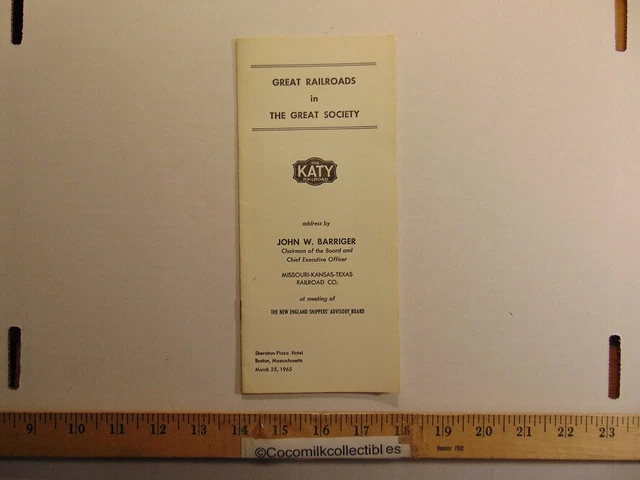 GREAT RAILROADS
in
THE GREAT SOCIETY
THE
KATY
RAILROAD
address by
JOHN W. BARRIGER
Chairman of the Board and
Chief Executive Officer
MISSOURI-KANSAS-TEXAS
RAILROAD CO.
at meeting of
THE NEW ENGLAND SHIPPERS' ADVISORY BOARD
Sheraton-Plaza Hotel
Boston, Massachusetts
March 25, 1965
9 10 11 12 13 14 15 16 17 18 19 20 21 22 23
©Cocomilkcollectibles